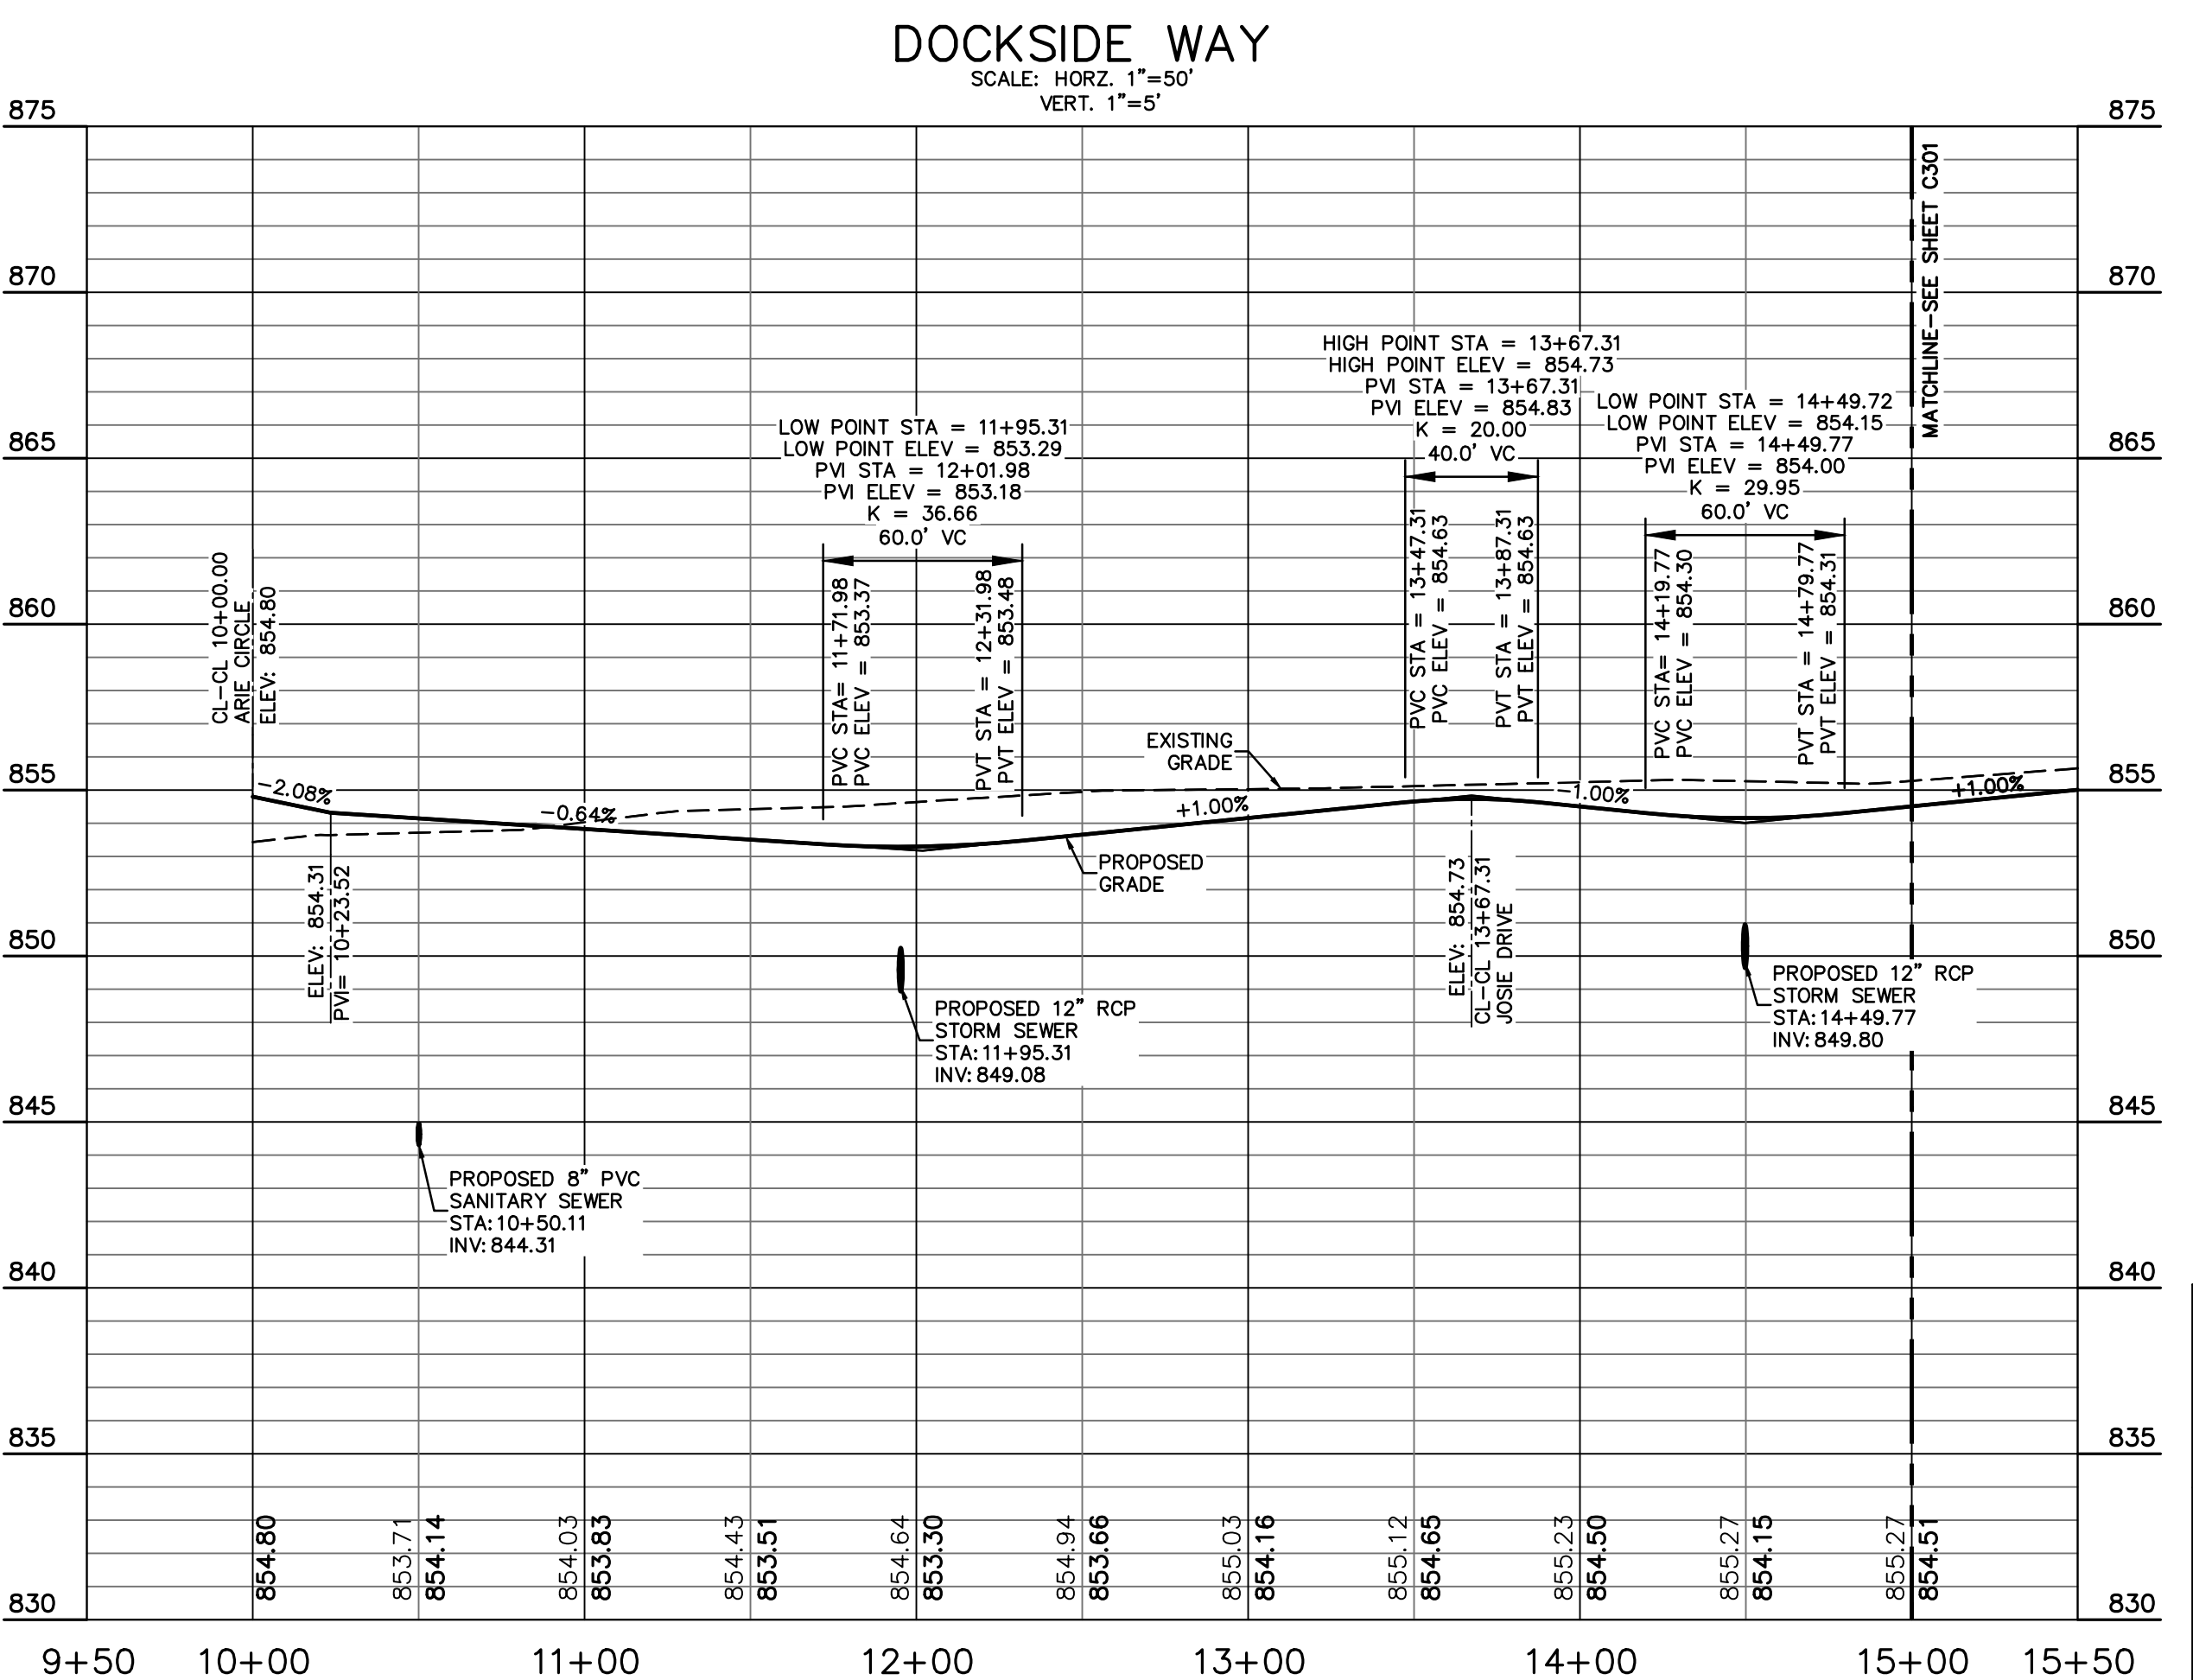 DOCKSIDE WAY
SCALE: HORZ. 1"=50'
VERT. 1"=5'
875
875
870
870
865
865
860
860
855
855
850
850
845
845
840
840
835
835
830
830
MATCHLINE-SEE SHEET C301
HIGH POINT STA = 13+67.31
HIGH POINT ELEV = 854.73
PVI STA = 13+67.31
PVI ELEV = 854.83
K = 20.00
40.0' VC
LOW POINT STA = 14+49.72
LOW POINT ELEV = 854.15
PVI STA = 14+49.77
PVI ELEV = 854.00
K = 29.95
60.0' VC
LOW POINT STA = 11+95.31
LOW POINT ELEV = 853.29
PVI STA = 12+01.98
PVI ELEV = 853.18
K = 36.66
60.0' VC
CL-CL 10+00.00
ARIE CIRCLE
ELEV: 854.80
PVC STA= 11+71.98
PVC ELEV = 853.37
PVT STA = 12+31.98
PVT ELEV = 853.48
PVC STA = 13+47.31
PVC ELEV = 854.63
PVT STA = 13+87.31
PVT ELEV = 854.63
PVC STA= 14+19.77
PVC ELEV = 854.30
PVT STA = 14+79.77
PVT ELEV = 854.31
EXISTING
GRADE
-2.08%
-0.64%
+1.00%
-1.00%
+1.00%
PROPOSED
GRADE
ELEV: 854.31
PVI= 10+23.52
ELEV: 854.73
CL-CL 13+67.31
JOSIE DRIVE
PROPOSED 12" RCP
STORM SEWER
STA:14+49.77
INV:849.80
PROPOSED 12" RCP
STORM SEWER
STA:11+95.31
INV:849.08
PROPOSED 8" PVC
SANITARY SEWER
STA:10+50.11
INV:844.31
854.80
853.71
854.14
854.03
853.83
854.43
853.51
854.64
853.30
854.94
853.66
855.03
854.16
855.12
854.65
855.23
854.50
855.27
854.15
855.27
854.51
9+50 10+00 11+00 12+00 13+00 14+00 15+00 15+50